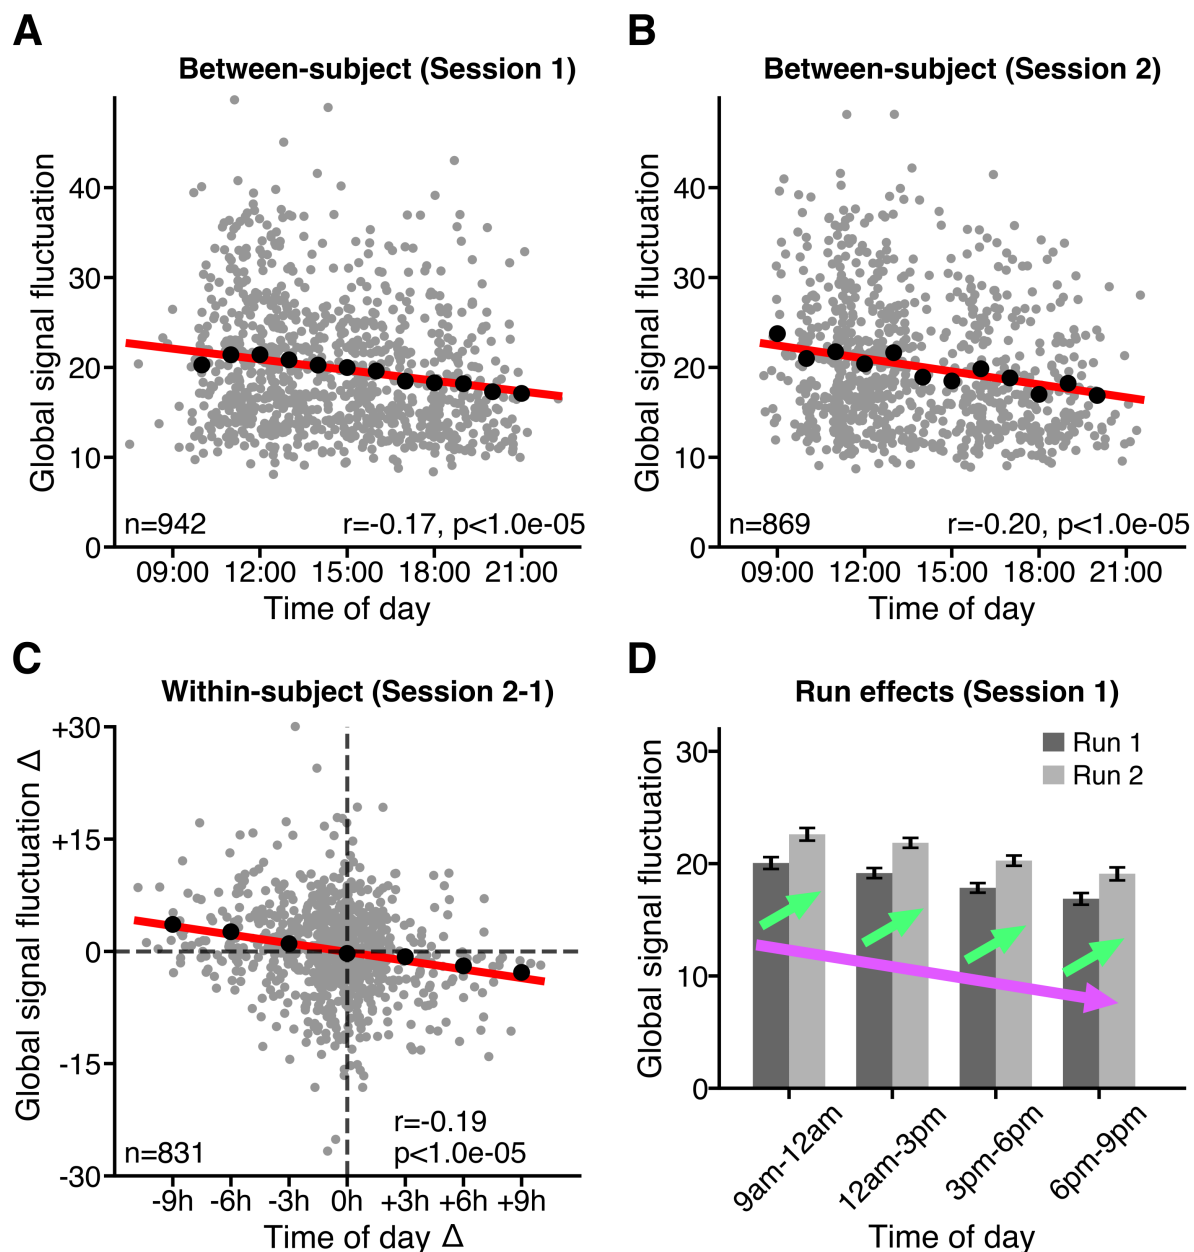 A
Between-subject (Session 1)
Global signal fluctuation
40
30
20
10
0
n=942
r=-0.17, p<1.0e-05
09:00 12:00 15:00 18:00 21:00
Time of day
B
Between-subject (Session 2)
Global signal fluctuation
40
30
20
10
0
n=869
r=-0.20, p<1.0e-05
09:00 12:00 15:00 18:00 21:00
Time of day
C
Within-subject (Session 2-1)
Global signal fluctuation Δ
+30
+15
0
-15
-30
n=831
r=-0.19
p<1.0e-05
-9h -6h -3h 0h +3h +6h +9h
Time of day Δ
D
Run effects (Session 1)
Global signal fluctuation
30
20
10
0
Run 1
Run 2
9am-12am
12am-3pm
3pm-6pm
6pm-9pm
Time of day